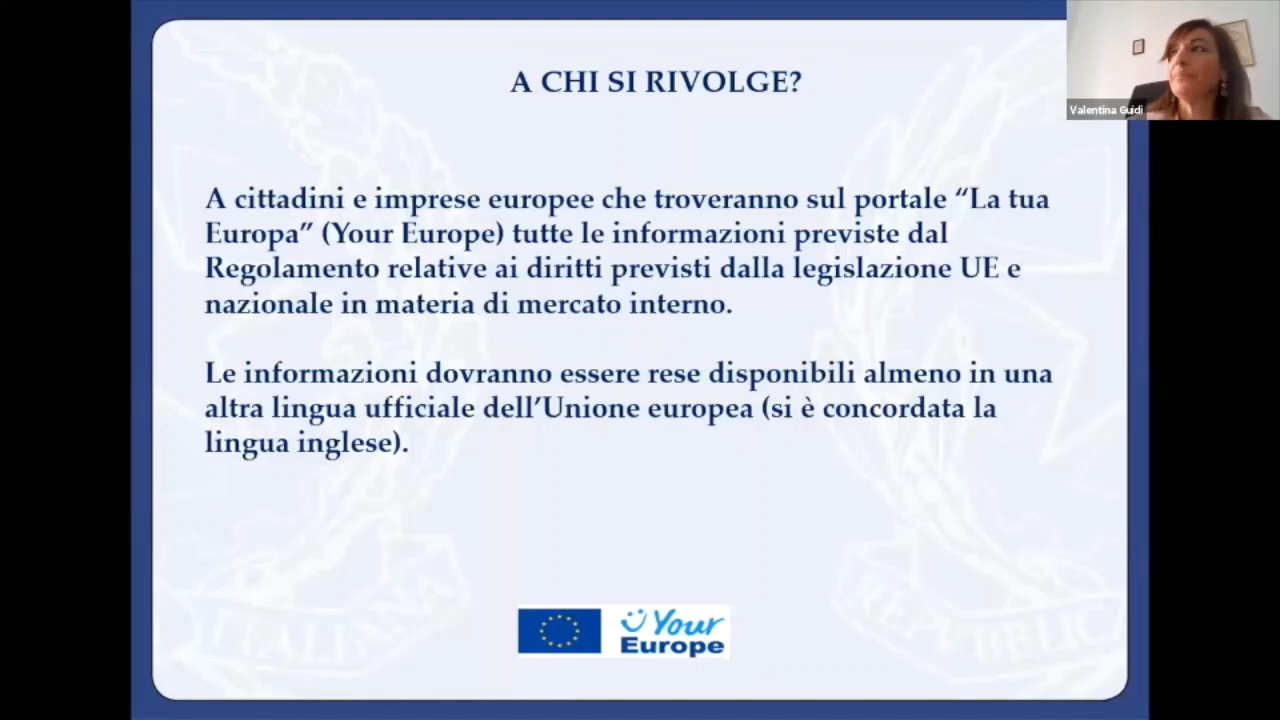 A CHI SI RIVOLGE?
Valentina Guidi
A cittadini e imprese europee che troveranno sul portale “La tua
Europa” (Your Europe) tutte le informazioni previste dal
Regolamento relative ai diritti previsti dalla legislazione UE e
nazionale in materia di mercato interno.
Le informazioni dovranno essere rese disponibili almeno in una
altra lingua ufficiale dell’Unione europea (si è concordata la
lingua inglese).
ITALIANA
REPVBBLICA
Your
Europe